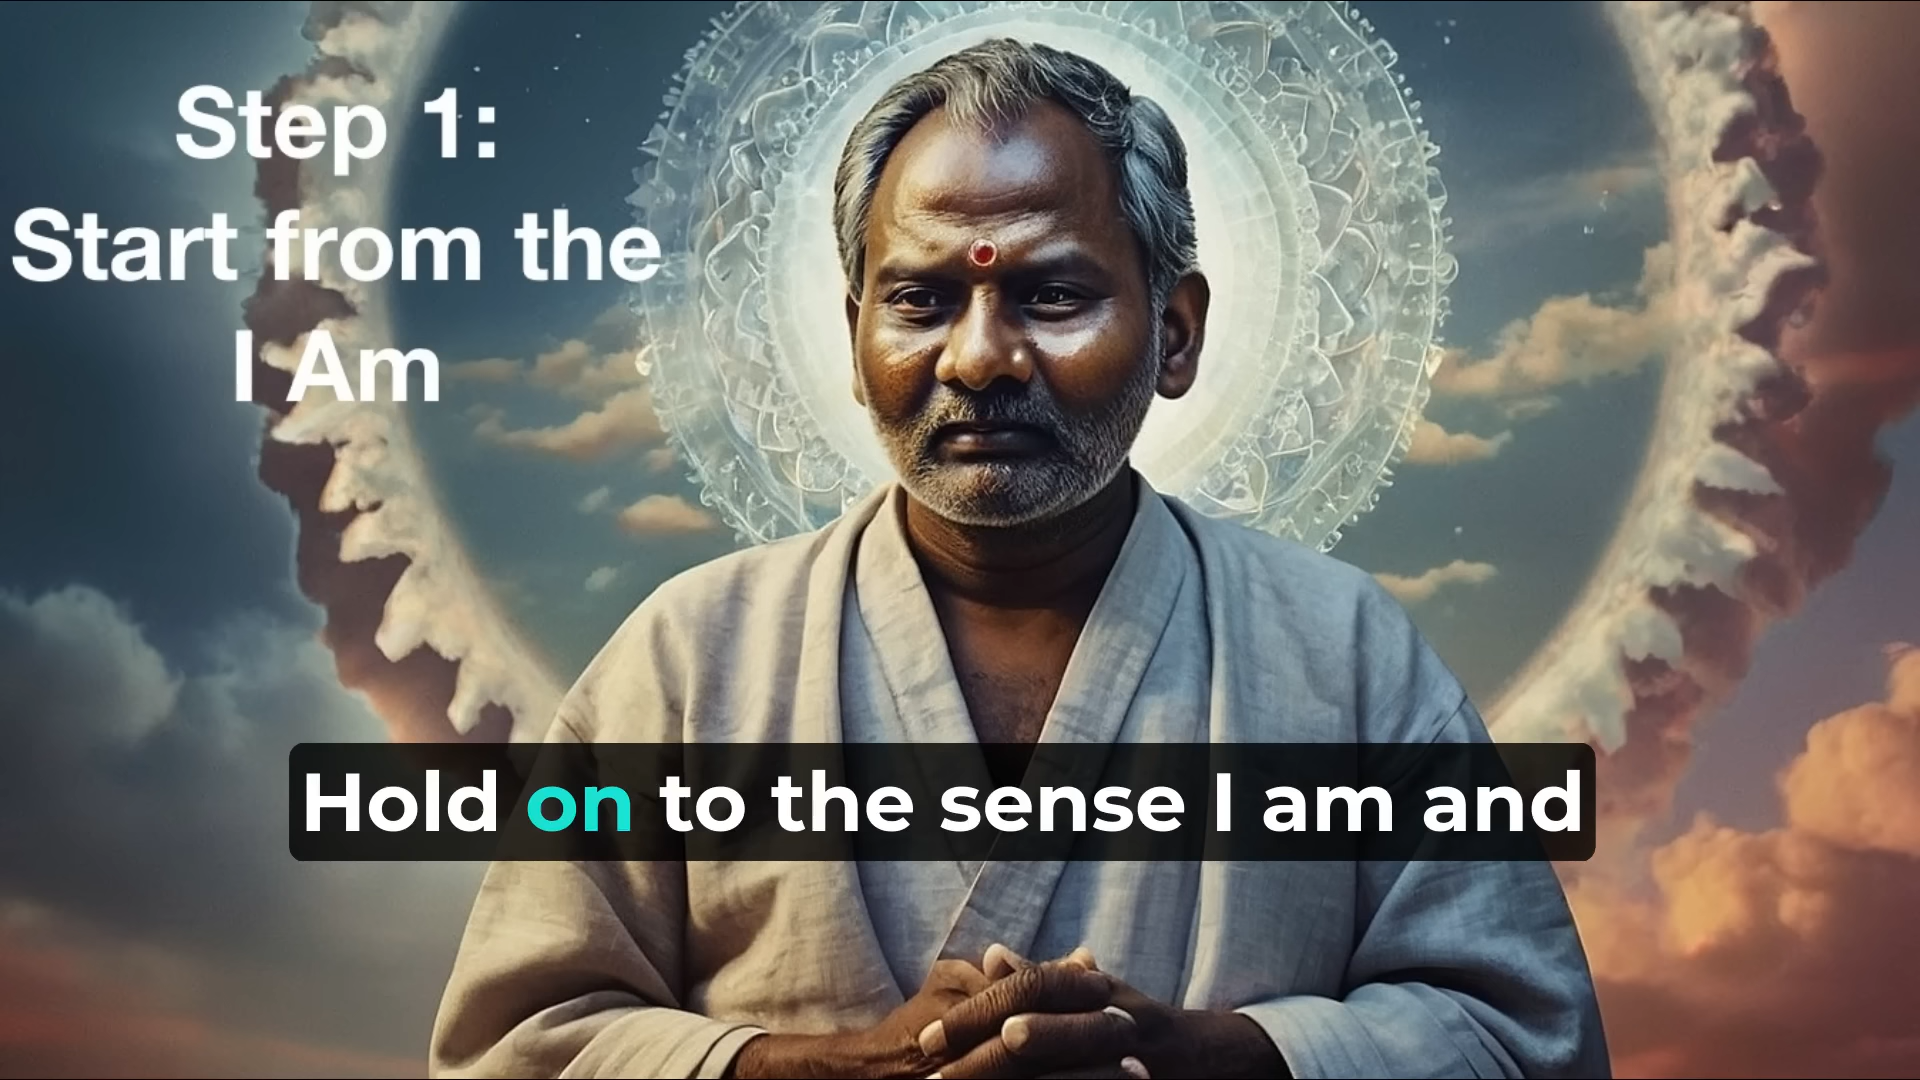 Step 1:
Start from the
I Am
Hold on to the sense I am and